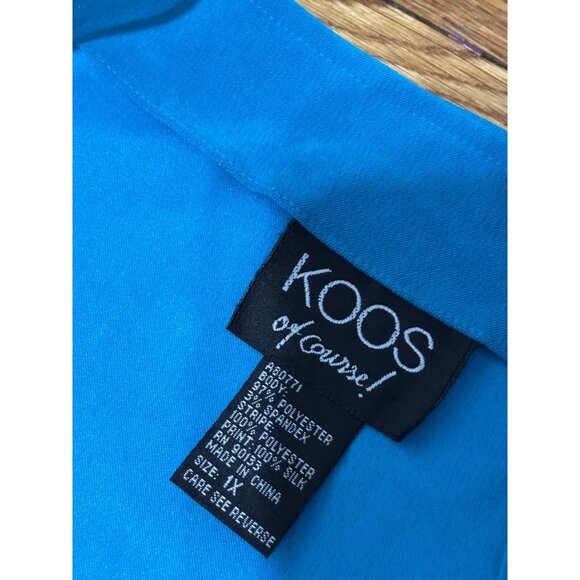 KOOS
of Course!
A80771
BODY:
97% POLYESTER
3% SPANDEX
STRIPE:
100% POLYESTER
PRINT: 100% SILK
RN 90133
MADE IN CHINA
SIZE: 1X
CARE SEE REVERSE